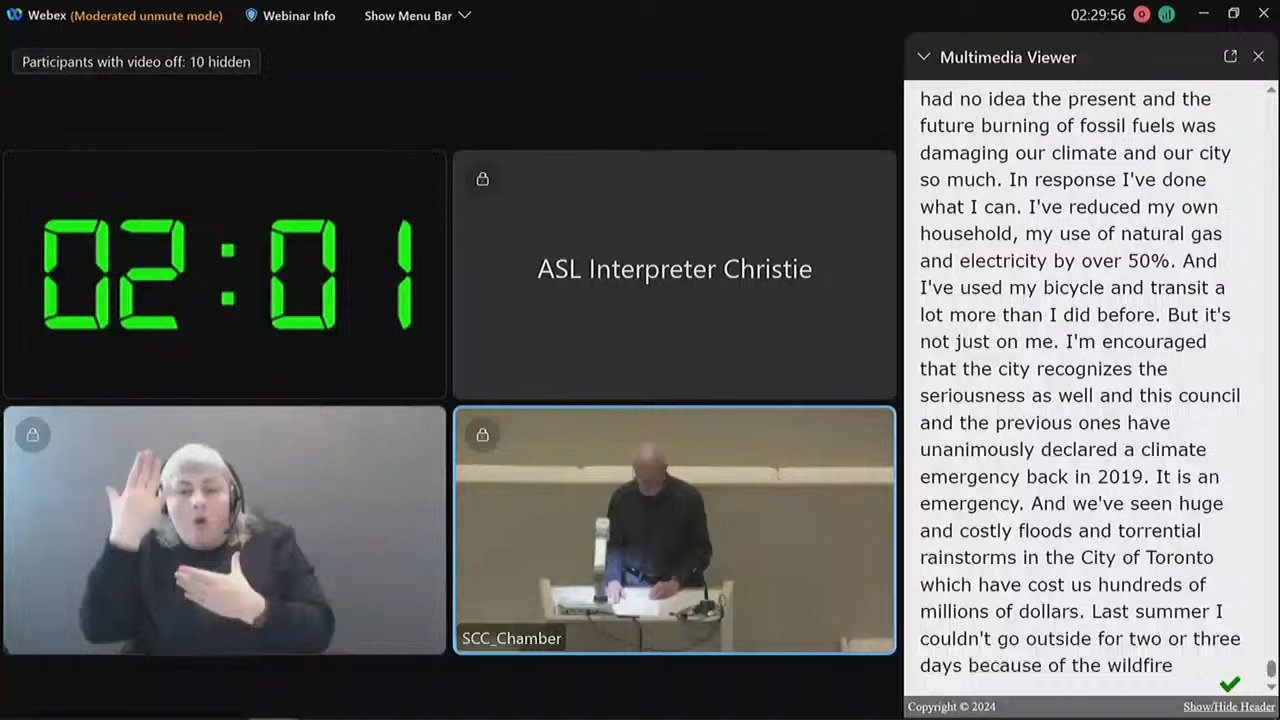 Webex (Moderated unmute mode) Webinar Info Show Menu Bar 02:29:56
Participants with video off: 10 hidden
Multimedia Viewer
02:01
ASL Interpreter Christie
SCC_Chamber
had no idea the present and the
future burning of fossil fuels was
damaging our climate and our city
so much. In response I've done
what I can. I've reduced my own
household, my use of natural gas
and electricity by over 50%. And
I've used my bicycle and transit a
lot more than I did before. But it's
not just on me. I'm encouraged
that the city recognizes the
seriousness as well and this council
and the previous ones have
unanimously declared a climate
emergency back in 2019. It is an
emergency. And we've seen huge
and costly floods and torrential
rainstorms in the City of Toronto
which have cost us hundreds of
millions of dollars. Last summer I
couldn't go outside for two or three
days because of the wildfire
Copyright © 2024 Show/Hide Header